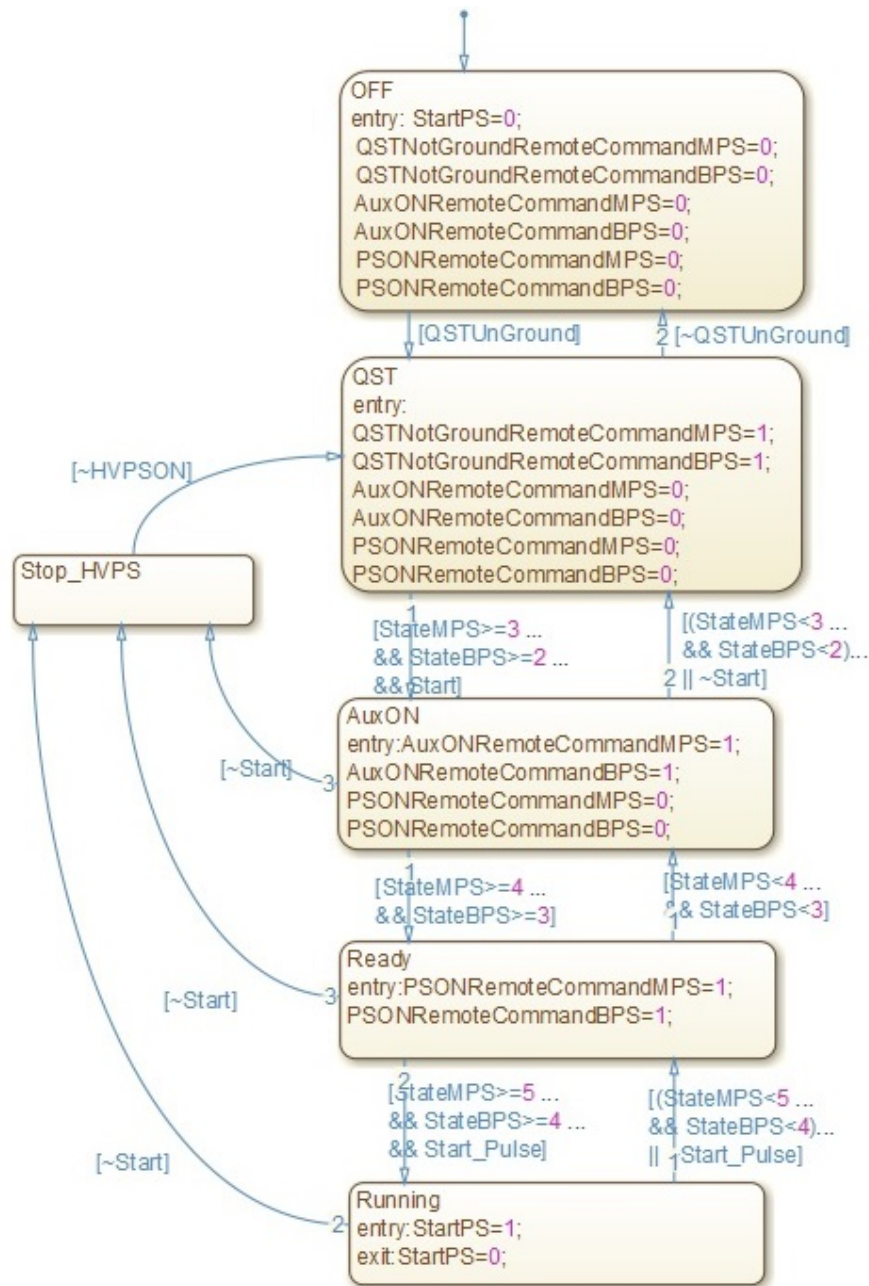 OFF
entry: StartPS=0;
QSTNotGroundRemoteCommandMPS=0;
QSTNotGroundRemoteCommandBPS=0;
AuxONRemoteCommandMPS=0;
AuxONRemoteCommandBPS=0;
PSONRemoteCommandMPS=0;
PSONRemoteCommandBPS=0;
[QSTUnGround]
2 [~QSTUnGround]
QST
entry:
QSTNotGroundRemoteCommandMPS=1;
QSTNotGroundRemoteCommandBPS=1;
AuxONRemoteCommandMPS=0;
AuxONRemoteCommandBPS=0;
PSONRemoteCommandMPS=0;
PSONRemoteCommandBPS=0;
[~HVPSON]
Stop_HVPS
1
[StateMPS>=3 ...
&& StateBPS>=2 ...
&& Start]
[(StateMPS<3 ...
&& StateBPS<2)...
2 || ~Start]
AuxON
entry:AuxONRemoteCommandMPS=1;
AuxONRemoteCommandBPS=1;
PSONRemoteCommandMPS=0;
PSONRemoteCommandBPS=0;
[~Start]
3
1
[StateMPS>=4 ...
&& StateBPS>=3]
[StateMPS<4 ...
&& StateBPS<3]
1
Ready
entry:PSONRemoteCommandMPS=1;
PSONRemoteCommandBPS=1;
[~Start]
3
2
[StateMPS>=5 ...
&& StateBPS>=4 ...
&& Start_Pulse]
[(StateMPS<5 ...
&& StateBPS<4)...
|| Start_Pulse]
1
[~Start]
2
Running
entry:StartPS=1;
exit:StartPS=0;